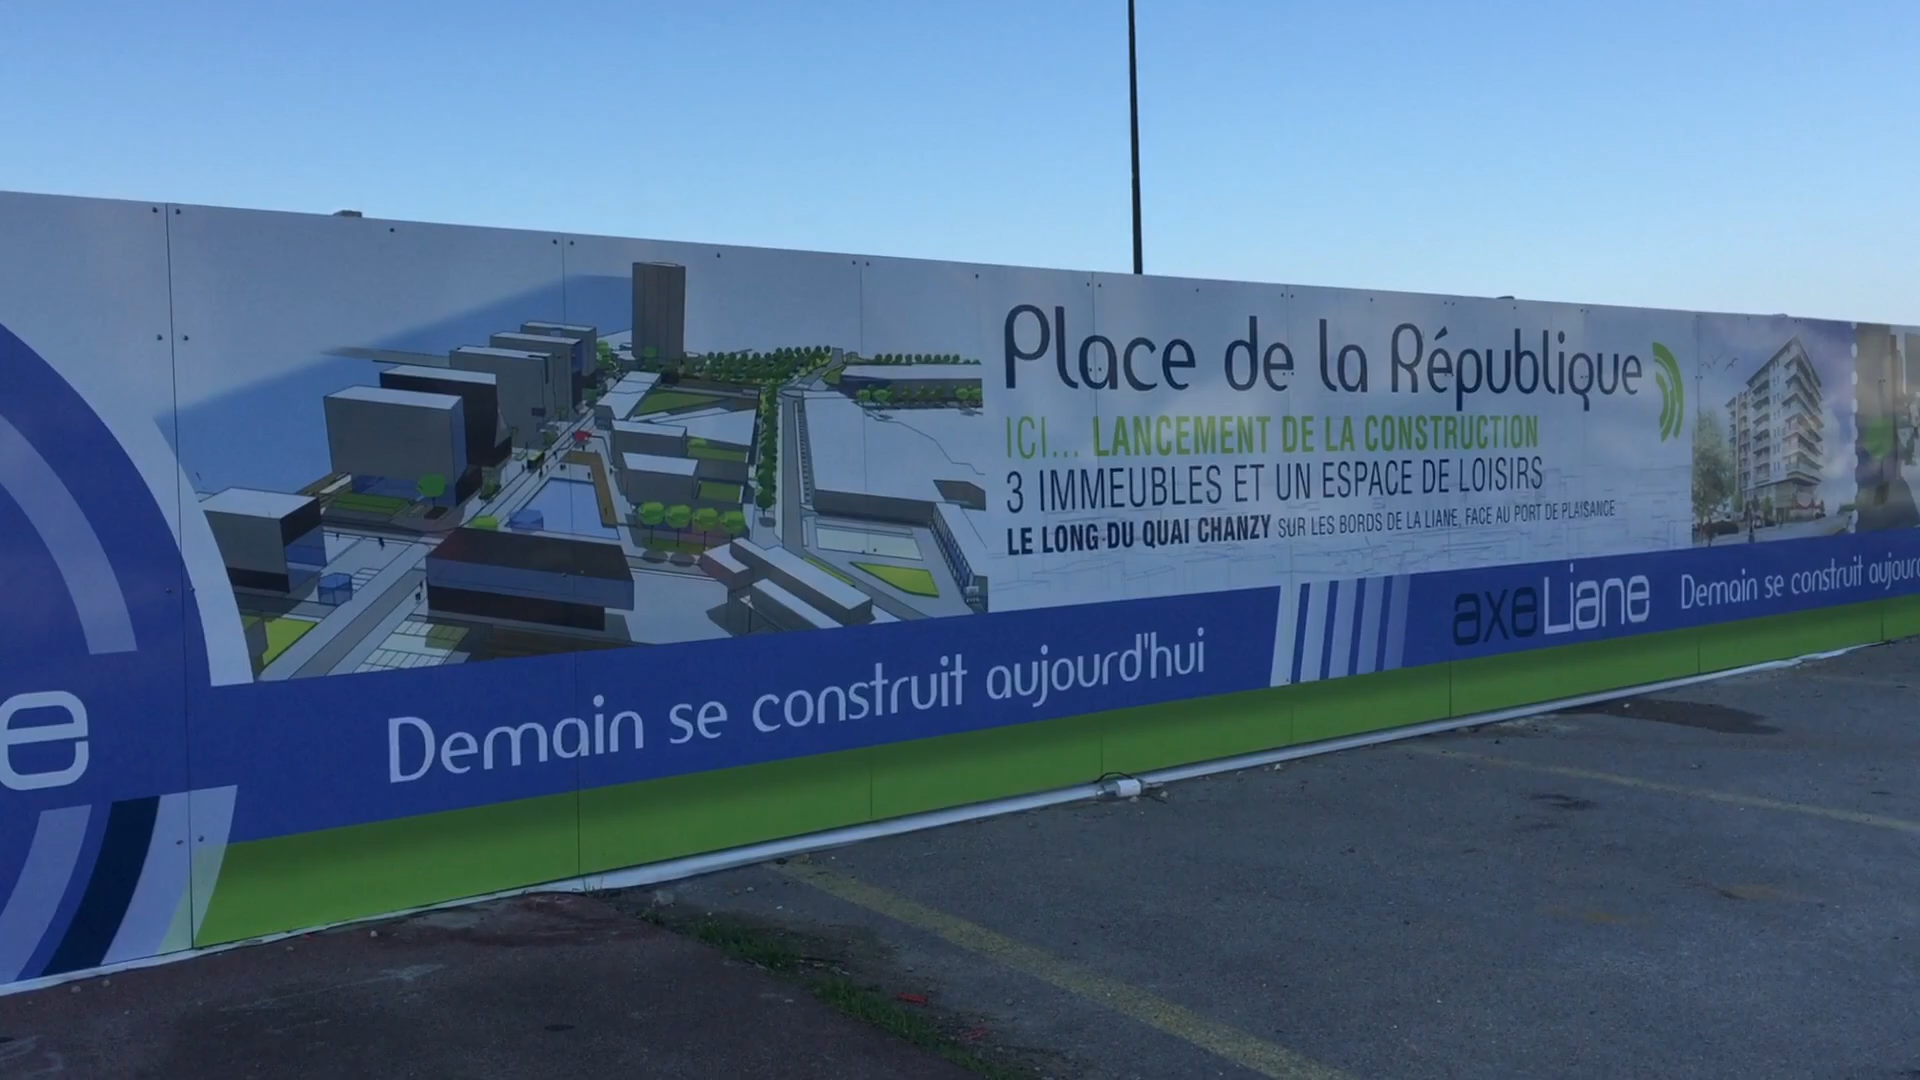 Place de la République
ICI... LANCEMENT DE LA CONSTRUCTION
3 IMMEUBLES ET UN ESPACE DE LOISIRS
LE LONG DU QUAI CHANZY SUR LES BORDS DE LA LIANE, FACE AU PORT DE PLAISANCE
e
Demain se construit aujourd'hui
axeLiane
Demain se construit aujourd